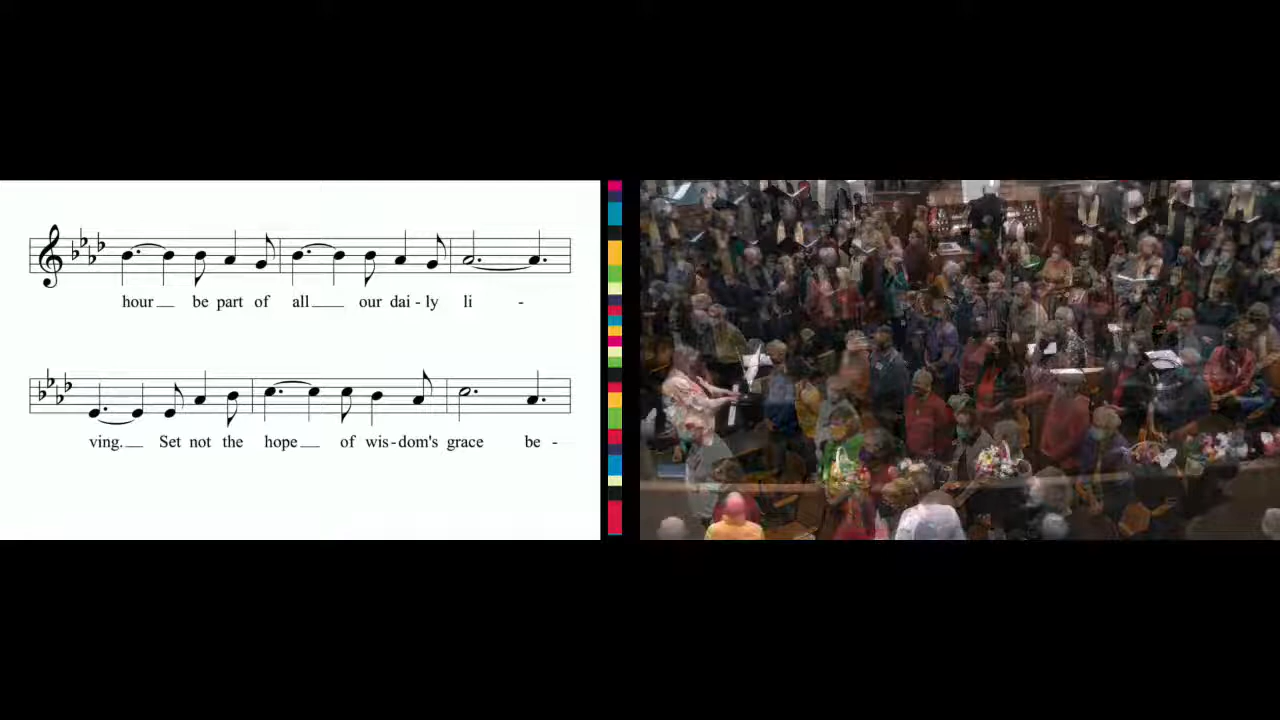 hour be part of all our dai - ly li -
ving. Set not the hope of wis - dom's grace be -